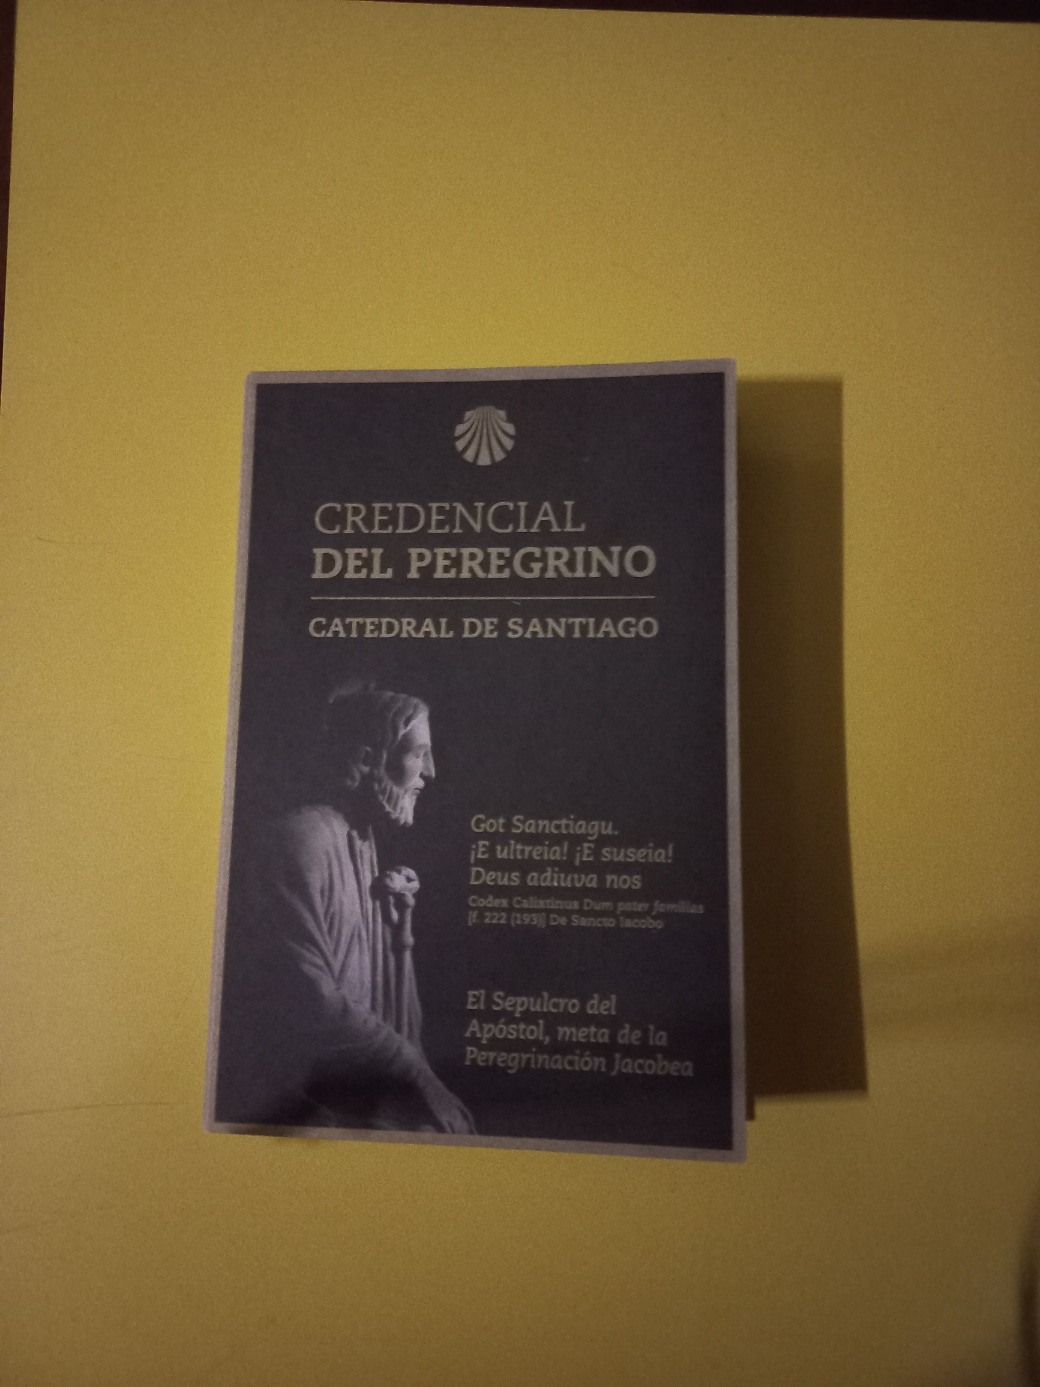 CREDENCIAL
DEL PEREGRINO
CATEDRAL DE SANTIAGO
Got Sanctiagu.
¡E ultreia! ¡E suseia!
Deus adiuva nos
Codex Calixtinus Dum pater familias
[f. 222 (193)] De Sancto Iacobo
El Sepulcro del
Apóstol, meta de la
Peregrinación Jacobea